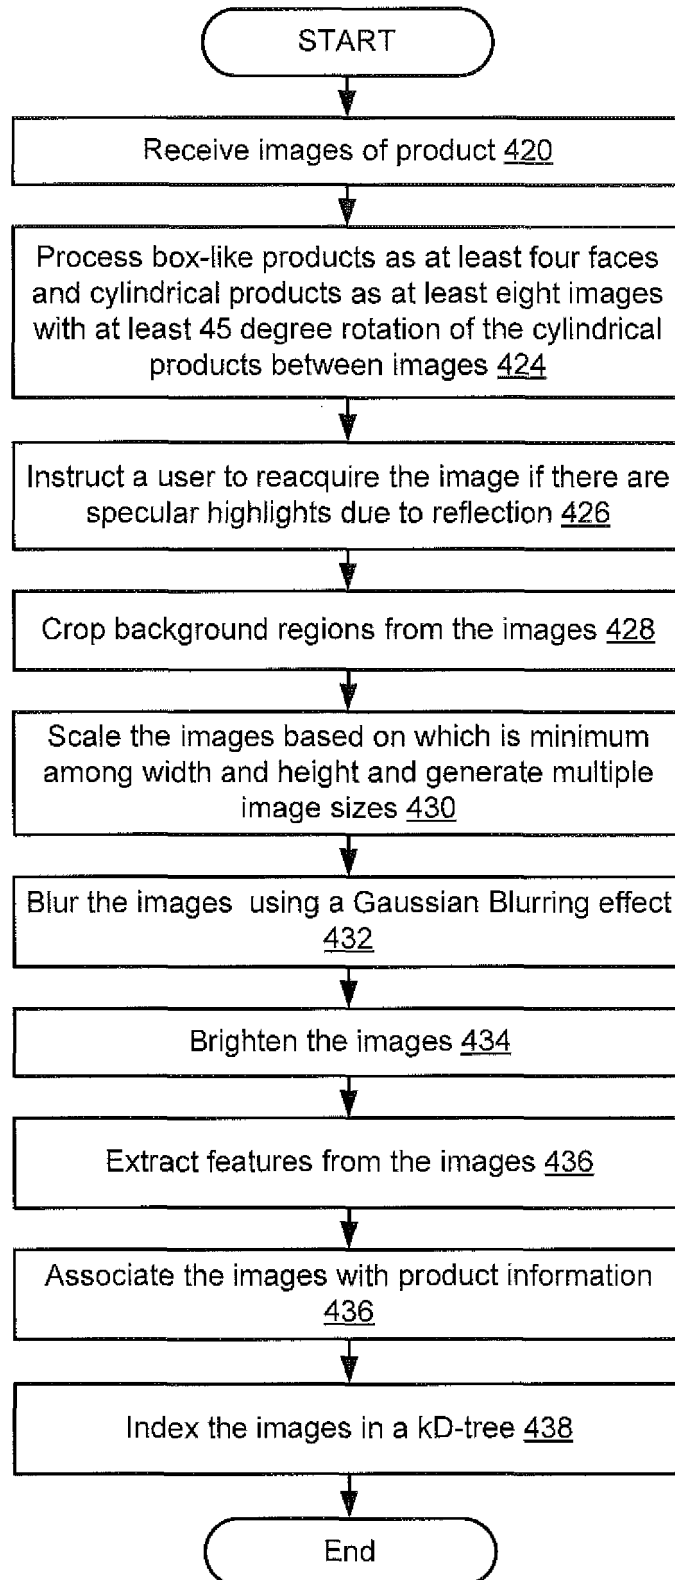 START
Receive images of product 420
Process box-like products as at least four faces
and cylindrical products as at least eight images
with at least 45 degree rotation of the cylindrical
products between images 424
Instruct a user to reacquire the image if there are
specular highlights due to reflection 426
Crop background regions from the images 428
Scale the images based on which is minimum
among width and height and generate multiple
image sizes 430
Blur the images using a Gaussian Blurring effect
432
Brighten the images 434
Extract features from the images 436
Associate the images with product information
436
Index the images in a kD-tree 438
End